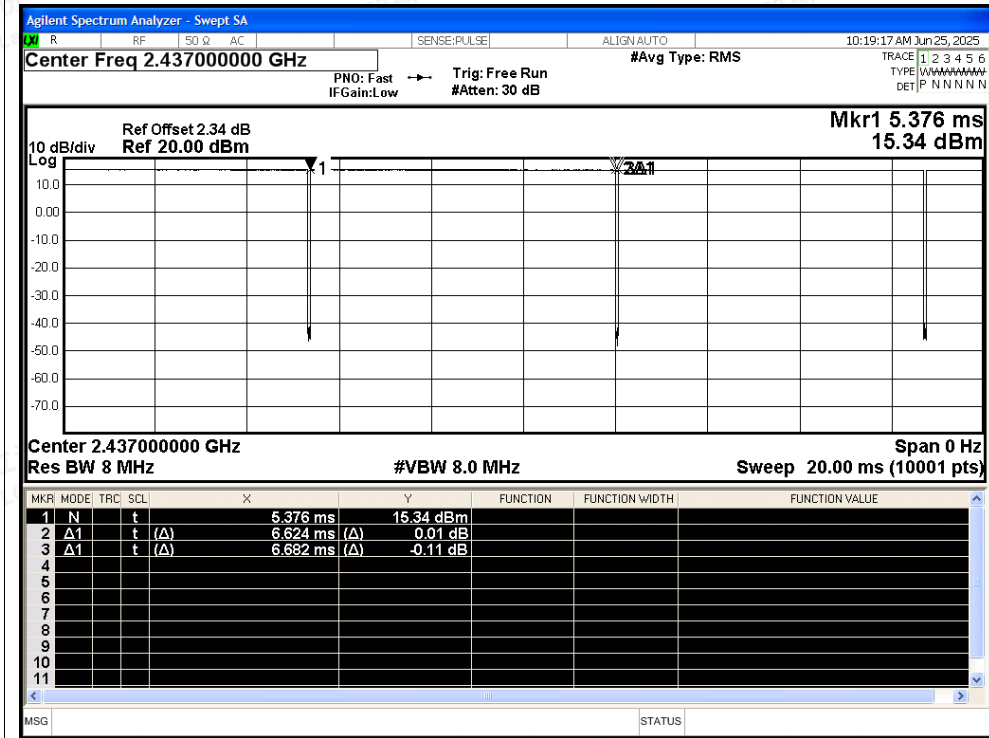 Agilent Spectrum Analyzer - Swept SA
LXI R RF 50 Ω AC SENSE:PULSE ALIGN AUTO 10:19:17 AM Jun 25, 2025
Center Freq 2.437000000 GHz #Avg Type: RMS TRACE 1 2 3 4 5 6
PNO: Fast Trig: Free Run TYPE WWWWWW
IFGain:Low #Atten: 30 dB DET P N N N N N
Mkr1 5.376 ms
Ref Offset 2.34 dB
10 dB/div Ref 20.00 dBm 15.34 dBm
Log
1 2Δ1 3Δ1
10.0
0.00
-10.0
-20.0
-30.0
-40.0
-50.0
-60.0
-70.0
Center 2.437000000 GHz Span 0 Hz
Res BW 8 MHz #VBW 8.0 MHz Sweep 20.00 ms (10001 pts)
MKR MODE TRC SCL X Y FUNCTION FUNCTION WIDTH FUNCTION VALUE
1 N t 5.376 ms 15.34 dBm
2 Δ1 t (Δ) 6.624 ms (Δ) 0.01 dB
3 Δ1 t (Δ) 6.682 ms (Δ) -0.11 dB
4
5
6
7
8
9
10
11
MSG STATUS